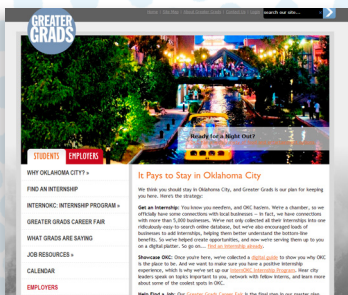 GREATER
GRADS
search our site...
Ready for a Night Out?
STUDENTS EMPLOYERS
WHY OKLAHOMA CITY? »
FIND AN INTERNSHIP
INTERNOKC: INTERNSHIP PROGRAM »
GREATER GRADS CAREER FAIR
WHAT GRADS ARE SAYING
JOB RESOURCES »
CALENDAR
EMPLOYERS
It Pays to Stay in Oklahoma City
We think you should stay in Oklahoma City, and Greater Grads is our plan for keeping
you here. Here's the strategy:
Get an Internship: You know you need'em, and OKC hasem. We're a chamber, so we
officially have some connections with local businesses — in fact, we have connections
with more than 5,000 businesses. We've not only collected all their internships into one
ridiculously easy to search online database, but we've also encouraged loads of
businesses to add internships, helping them better understand the bottom-line
benefits. So we've helped create opportunities, and now we're serving them up to you
on a digital platter. So go on... find an internship already.
Showcase OKC: Once you're here, we've collected a digital guide to show you why OKC
is the place to be. And we want to make sure you have a positive internship
experience, which is why we've set up our InternOKC Internship Program. Hear city
leaders speak on topics important to you, network with fellow interns, and learn more
about some of the coolest spots in OKC.
Help Find a Job: Our Greater Grads Career Fair is the final step in our master plan